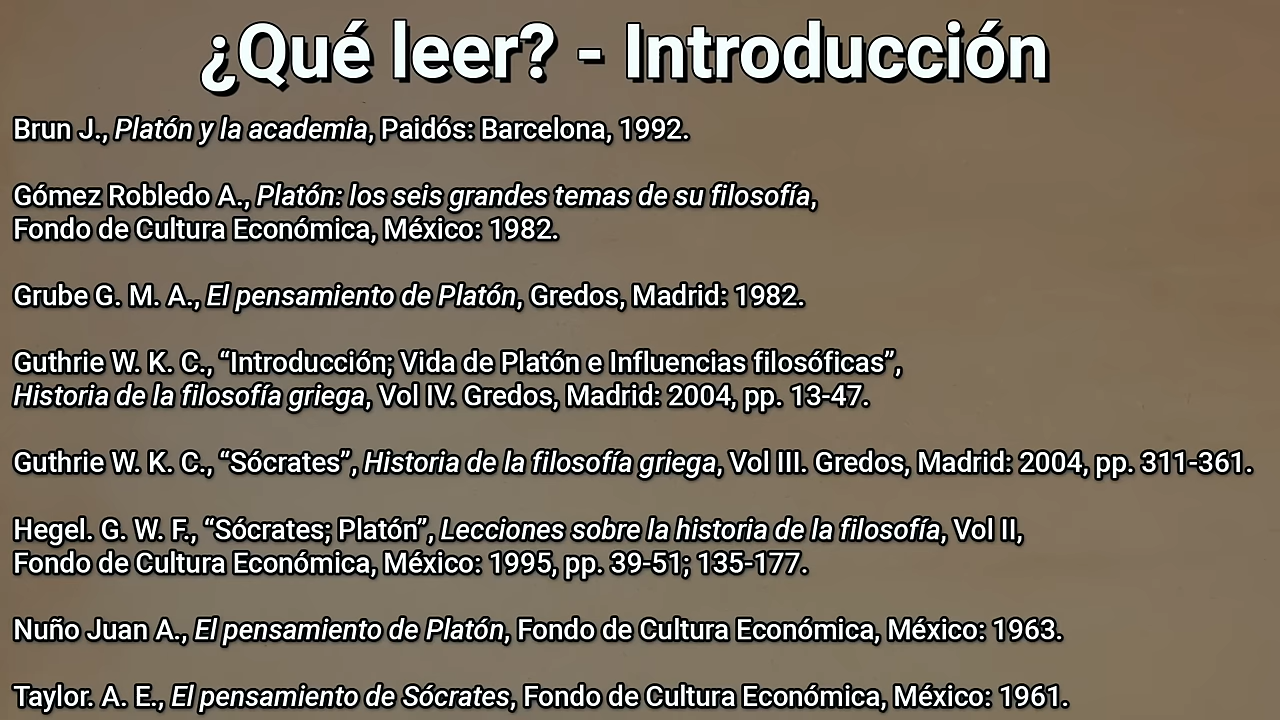 ¿Qué leer? - Introducción
Brun J., Platón y la academia, Paidós: Barcelona, 1992.
Gómez Robledo A., Platón: los seis grandes temas de su filosofía,
Fondo de Cultura Económica, México: 1982.
Grube G. M. A., El pensamiento de Platón, Gredos, Madrid: 1982.
Guthrie W. K. C., “Introducción; Vida de Platón e Influencias filosóficas”,
Historia de la filosofía griega, Vol IV. Gredos, Madrid: 2004, pp. 13-47.
Guthrie W. K. C., “Sócrates”, Historia de la filosofía griega, Vol III. Gredos, Madrid: 2004, pp. 311-361.
Hegel. G. W. F., “Sócrates; Platón”, Lecciones sobre la historia de la filosofía, Vol II,
Fondo de Cultura Económica, México: 1995, pp. 39-51; 135-177.
Nuño Juan A., El pensamiento de Platón, Fondo de Cultura Económica, México: 1963.
Taylor. A. E., El pensamiento de Sócrates, Fondo de Cultura Económica, México: 1961.